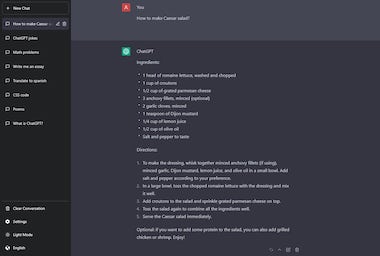 New Chat
How to make Caesar
ChatGPT jokes
Math problems
Write me an essay
Translate to spanish
CSS code
Poems
What is ChatGPT?
Clear Conversation
Settings
Light Mode
English
You
How to make Caesar salad?
ChatGPT
Ingredients:
1 head of romaine lettuce, washed and chopped
1 cup of croutons
1/2 cup of grated parmesan cheese
3 anchovy fillets, minced (optional)
2 garlic cloves, minced
1 teaspoon of Dijon mustard
1/4 cup of lemon juice
1/2 cup of olive oil
Salt and pepper to taste
Directions:
1. To make the dressing, whisk together minced anchovy fillets (if using),
minced garlic, Dijon mustard, lemon juice, and olive oil in a small bowl. Add
salt and pepper according to your preference.
2. In a large bowl, toss the chopped romaine lettuce with the dressing and mix
it well.
3. Add croutons to the salad and sprinkle grated parmesan cheese on top.
4. Toss the salad again to combine all the ingredients well.
5. Serve the Caesar salad immediately.
Optional: if you want to add some protein to the salad, you can also add grilled
chicken or shrimp. Enjoy!